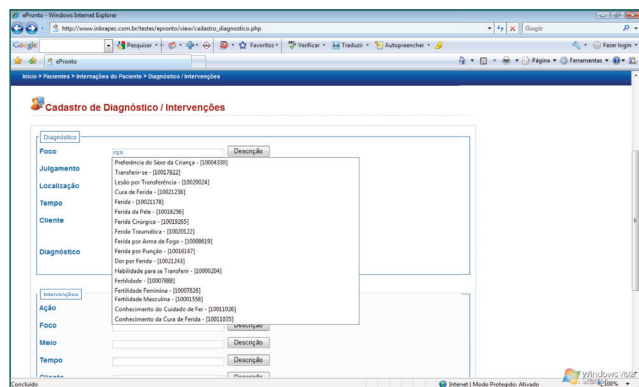 ePronto - Windows Internet Explorer
http://www.inbrapec.com.br/testes/epronto/view/cadastro_diagnostico.php
Google
Google
Pesquisar
Favoritos
Verificar
Traduzir
Autopreencher
Fazer login
ePronto
Página
Ferramentas
Início > Pacientes > Internações do Paciente > Diagnóstico / Intervenções
Cadastro de Diagnóstico / Intervenções
Diagnóstico
Foco
FER
Descrição
Preferência do Sexo da Criança - [10004330]
Julgamento
Transferir-se - [10017822]
Lesão por Transferência - [10020024]
Localização
Cura de Ferida - [10021236]
Tempo
Ferida - [10021178]
Ferida da Pele - [10018256]
Cliente
Ferida Cirúrgica - [10019265]
Ferida Traumática - [10020122]
Ferida por Arma de Fogo - [10008619]
Diagnóstico
Ferida por Punção - [10016147]
Dor por Ferida - [10021243]
Habilidade para se Transferir - [10000204]
Fertilidade - [10007888]
Fertilidade Feminina - [10007826]
Intervenções
Fertilidade Masculina - [10001558]
Ação
Conhecimento do Cuidado de Fer - [10011026]
Conhecimento da Cura de Ferida - [10011035]
Foco
Descrição
Meio
Descrição
Tempo
Descrição
Cliente
Descrição
Concluído
Internet | Modo Protegido: Ativado
100%
Windows Vista